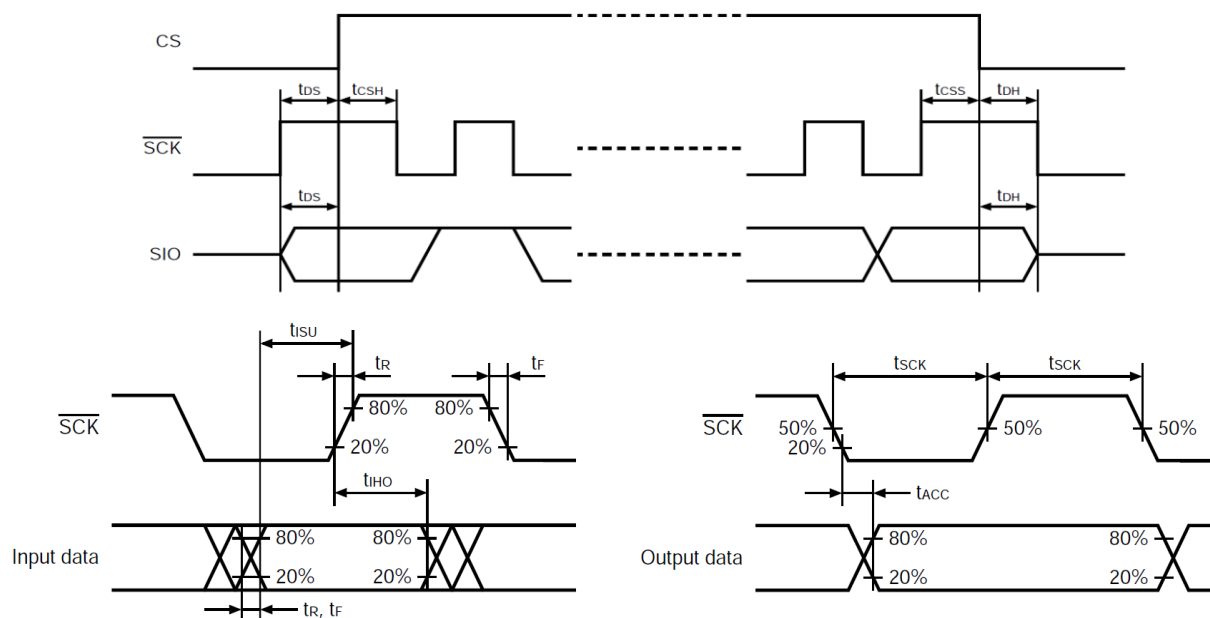 CS
tDS tCSH tCSS tDH
SCK
tDS tDH
SIO
tISU
tR tF tSCK tSCK
SCK 80% 80% SCK 50% 50% 50%
20% 20% 20%
tIHO tACC
Input data 80% 80% Output data 80% 80%
20% 20% 20% 20%
tR, tF